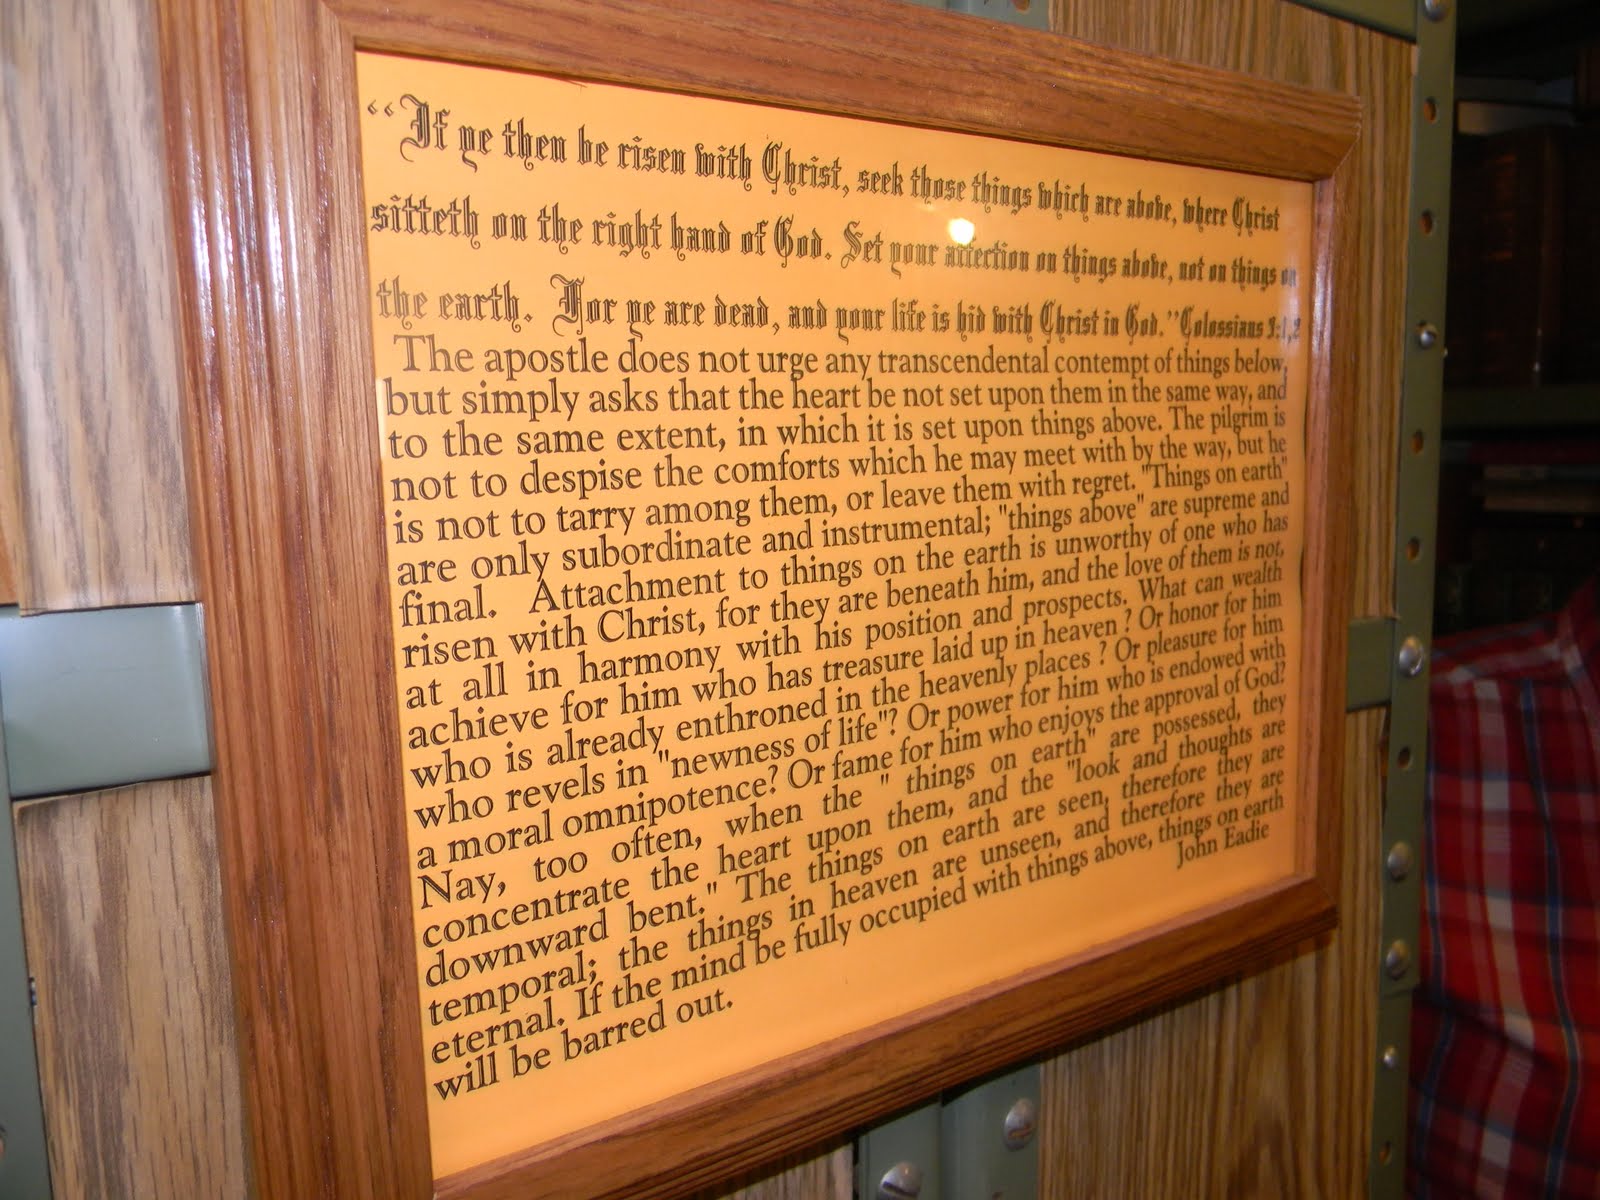 “If ye then be risen with Christ, seek those things which are above, where Christ
sitteth on the right hand of God. Set your affection on things above, not on things on
the earth. For ye are dead, and your life is hid with Christ in God.”Colossians 3:1,2
The apostle does not urge any transcendental contempt of things below,
but simply asks that the heart be not set upon them in the same way, and
to the same extent, in which it is set upon things above. The pilgrim is
not to despise the comforts which he may meet with by the way, but he
is not to tarry among them, or leave them with regret. "Things on earth"
are only subordinate and instrumental; "things above" are supreme and
final. Attachment to things on the earth is unworthy of one who has
risen with Christ, for they are beneath him, and the love of them is not,
at all in harmony with his position and prospects. What can wealth
achieve for him who has treasure laid up in heaven ? Or honor for him
who is already enthroned in the heavenly places ? Or pleasure for him
who revels in "newness of life"? Or power for him who is endowed with
a moral omnipotence? Or fame for him who enjoys the approval of God?
Nay, too often, when the " things on earth" are possessed, they
concentrate the heart upon them, and the "look and thoughts are
downward bent." The things on earth are seen, therefore they are
temporal; the things in heaven are unseen, and therefore they are
eternal. If the mind be fully occupied with things above, things on earth
will be barred out.
John Eadie